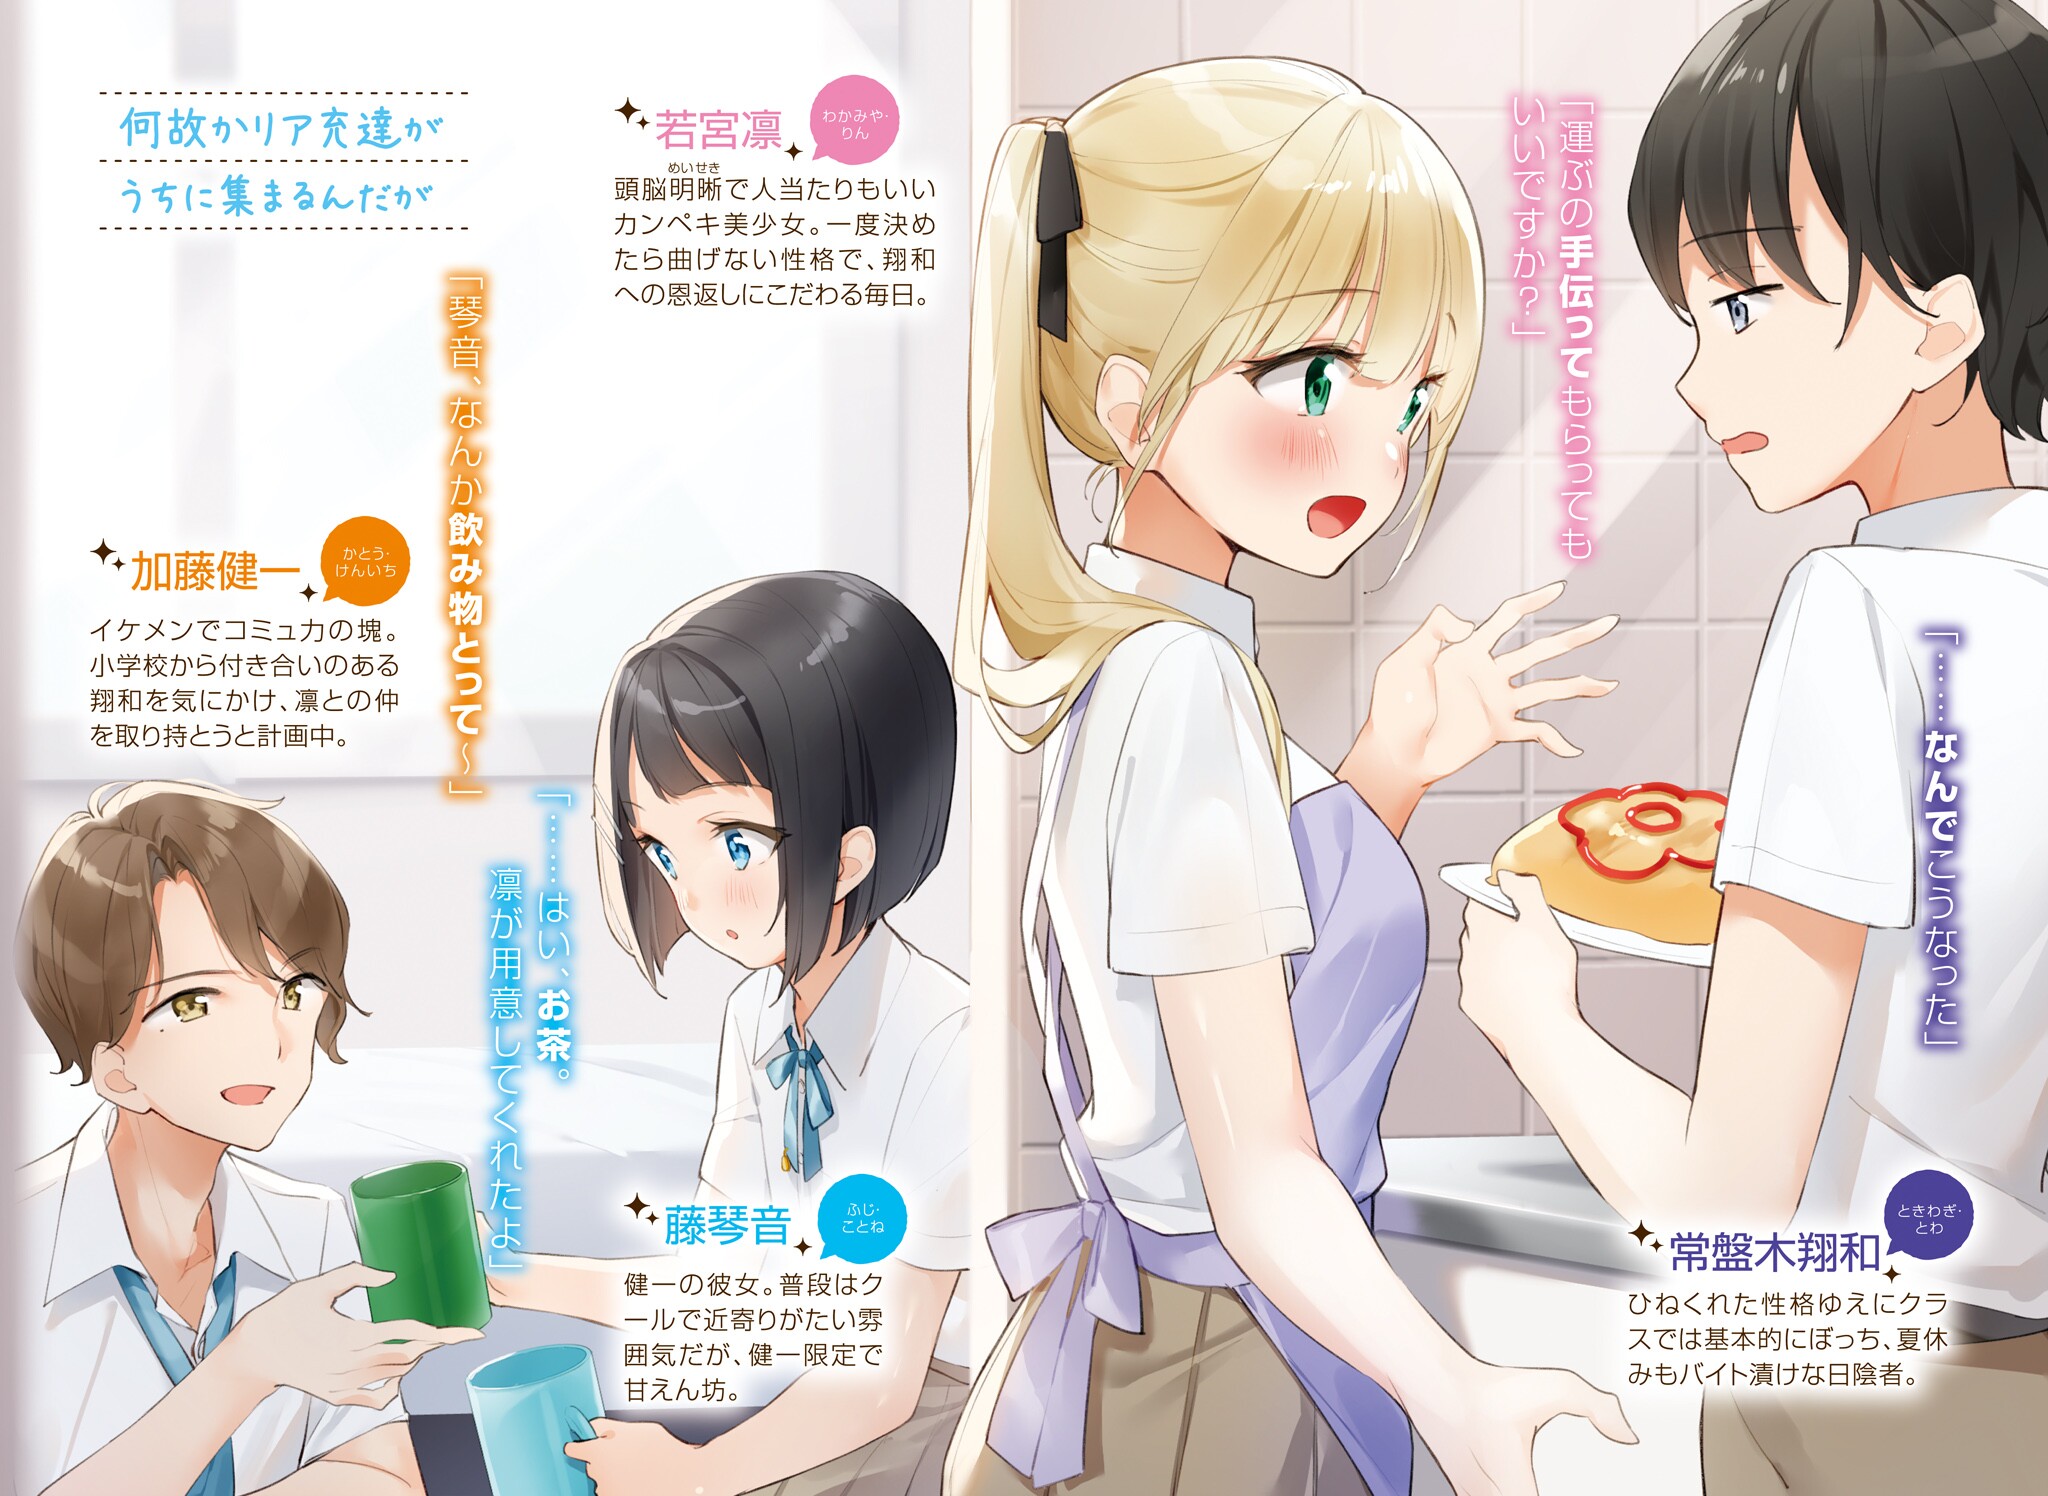 何故かリア充達が
うちに集まるんだが
若宮凛
わかみや・
りん
めいせき
頭脳明晰で人当たりもいい
カンペキ美少女。一度決め
たら曲げない性格で、翔和
への恩返しにこだわる毎日。
「運ぶの手伝ってもらっても
いいですか？」
「……なんでこうなった」
常盤木翔和
ときわぎ・
とわ
ひねくれた性格ゆえにクラ
スでは基本的にぼっち、夏休
みもバイト漬けな日陰者。
「琴音、なんか飲み物とって～」
加藤健一
かとう・
けんいち
イケメンでコミュ力の塊。
小学校から付き合いのある
翔和を気にかけ、凛との仲
を取り持とうと計画中。
「……はい、お茶。
凛が用意してくれたよ」
藤琴音
ふじ・
ことね
健一の彼女。普段はク
ールで近寄りがたい雰
囲気だが、健一限定で
甘えん坊。